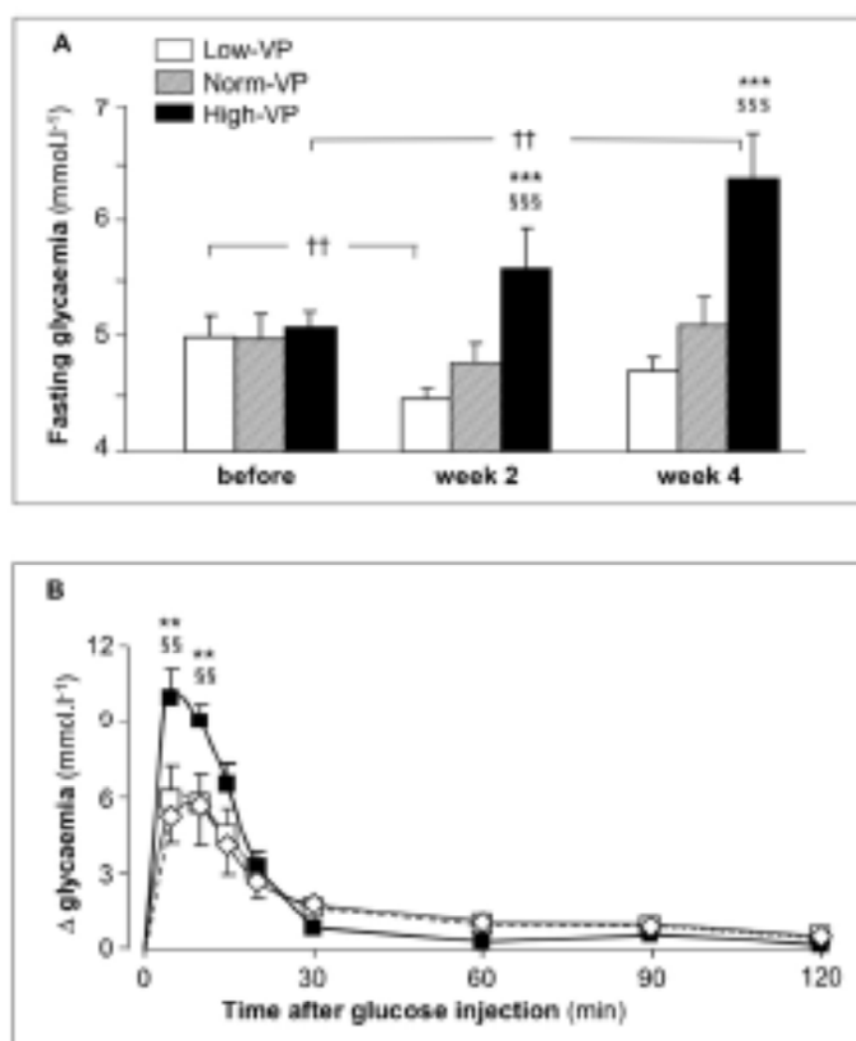 A
Low-VP
Norm-VP
High-VP
Fasting glycaemia (mmol.l⁻¹)
7
6
5
4
††
††
***
§§§
***
§§§
before week 2 week 4
B
** 
§§
**
§§
Δ glycaemia (mmol.l⁻¹)
12
9
6
3
0
0 30 60 90 120
Time after glucose injection (min)